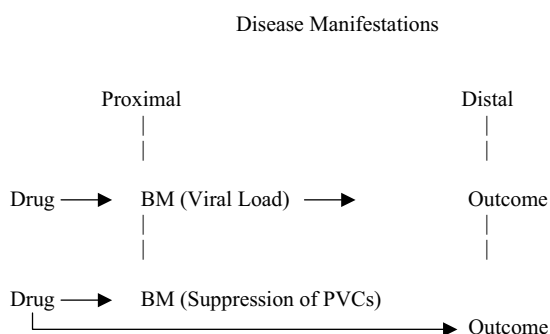 Disease Manifestations
Proximal Distal
Drug BM (Viral Load) Outcome
Drug BM (Suppression of PVCs)
Outcome